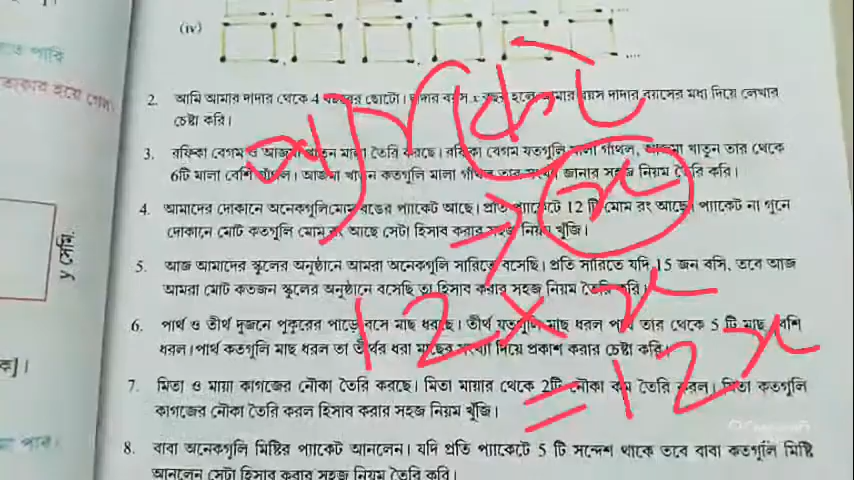 (iv)
....
2. আমি আমার দাদার থেকে 4 বছরের ছোটো। দাদার বয়স x বছর হলে আমার বয়স দাদার বয়সের মধ্য দিয়ে লেখার
চেষ্টা করি।
3. রফিকা বেগম ও আজমা খাতুন মালা তৈরি করছে। রফিকা বেগম যতগুলি মালা গাঁথল, আজমা খাতুন তার থেকে
6টি মালা বেশি গাঁথল। আজমা খাতুন কতগুলি মালা গাঁথল তার সংখ্যা জানার সহজ নিয়ম তৈরি করি।
4. আমাদের দোকানে অনেকগুলি মোম রঙের প্যাকেট আছে। প্রতি প্যাকেটে 12 টি মোম রং আছে। প্যাকেট না গুনে
দোকানে মোট কতগুলি মোম রং আছে সেটা হিসাব করার সহজ নিয়ম খুঁজি।
5. আজ আমাদের স্কুলের অনুষ্ঠানে আমরা অনেকগুলি সারিতে বসেছি। প্রতি সারিতে যদি 15 জন বসি, তবে আজ
আমরা মোট কতজন স্কুলের অনুষ্ঠানে বসেছি তা হিসাব করার সহজ নিয়ম তৈরি করি।
6. পার্থ ও তীর্থ দুজনে পুকুরের পাড়ে বসে মাছ ধরছে। তীর্থ যতগুলি মাছ ধরল পার্থ তার থেকে 5 টি মাছ বেশি
ধরল। পার্থ কতগুলি মাছ ধরল তা তীর্থর ধরা মাছের সংখ্যা দিয়ে প্রকাশ করার চেষ্টা করি।
7. মিতা ও মায়া কাগজের নৌকা তৈরি করছে। মিতা মায়ার থেকে 2টি নৌকা কম তৈরি করল। মিতা কতগুলি
কাগজের নৌকা তৈরি করল হিসাব করার সহজ নিয়ম খুঁজি।
8. বাবা অনেকগুলি মিষ্টির প্যাকেট আনলেন। যদি প্রতি প্যাকেটে 5 টি সন্দেশ থাকে তবে বাবা কতগুলি মিষ্টি
আনলেন সেটা হিসাব করার সহজ নিয়ম তৈরি করি।
x
12 × x
= 12x
y সেমি.
পারি